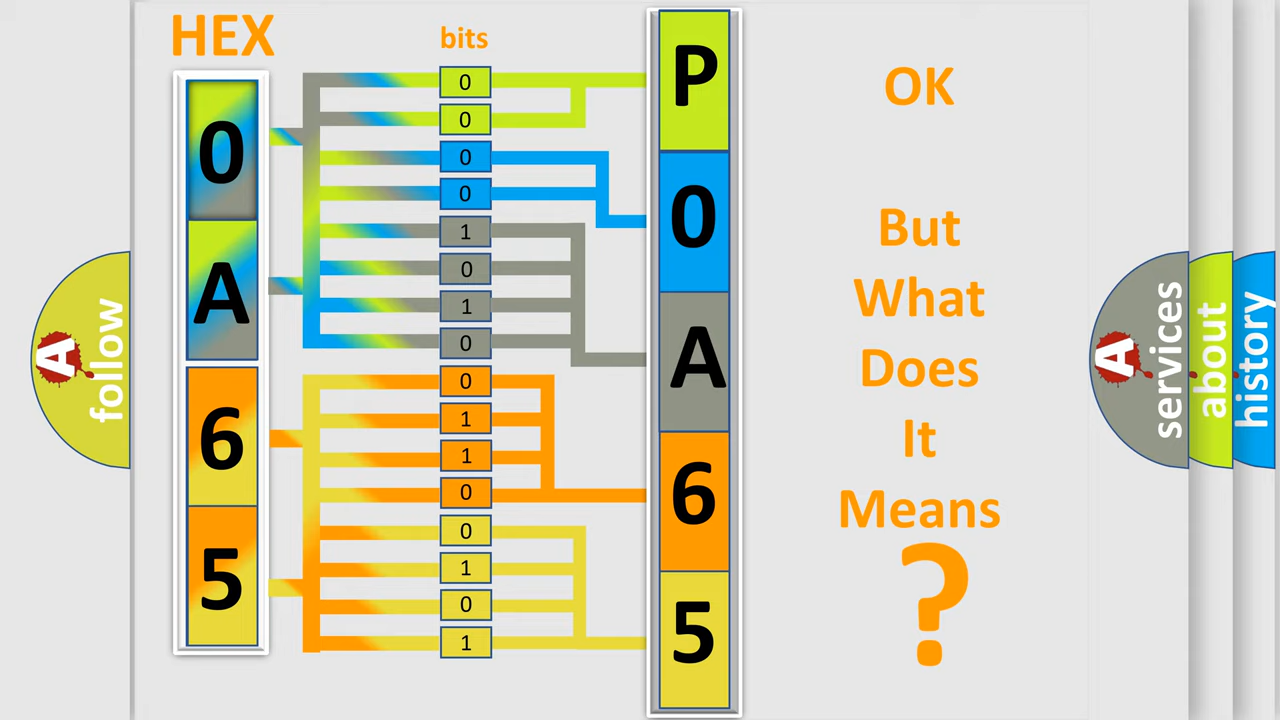 HEX
bits
0
A
6
5
0
0
0
0
1
0
1
0
0
1
1
0
0
1
0
1
P
0
A
6
5
OK
But
What
Does
It
Means
?
A
follow
A
services
about
history